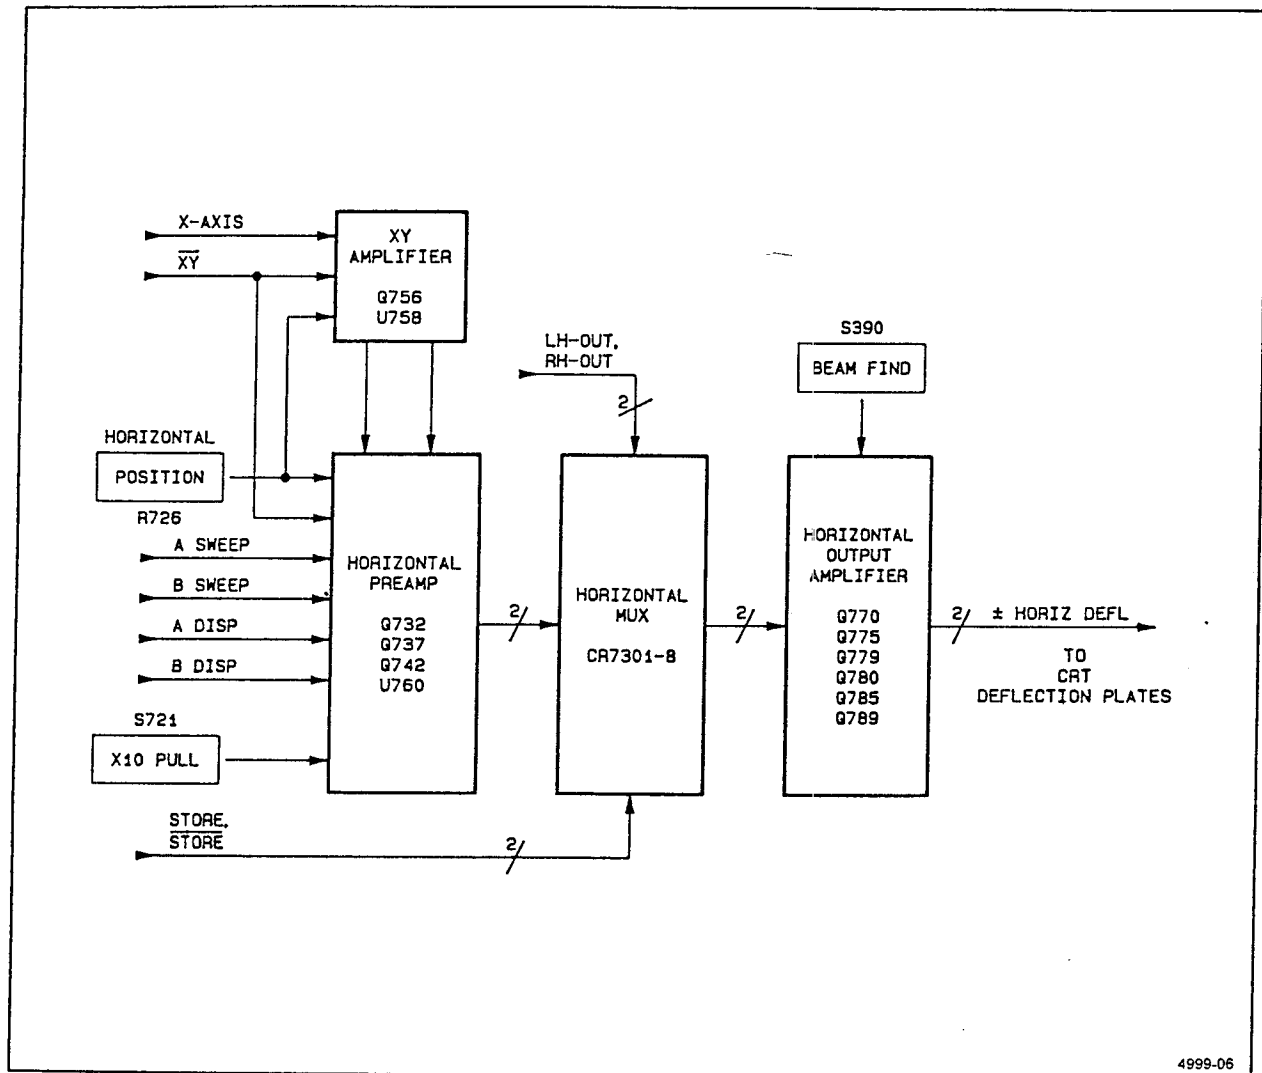 X-AXIS
X̅Y̅
XY
AMPLIFIER
Q756
U758
LH-OUT,
RH-OUT
2
S390
BEAM FIND
HORIZONTAL
POSITION
R726
A SWEEP
B SWEEP
A DISP
B DISP
S721
X10 PULL
HORIZONTAL
PREAMP
Q732
Q737
Q742
U760
2
HORIZONTAL
MUX
CR7301-8
2
HORIZONTAL
OUTPUT
AMPLIFIER
Q770
Q775
Q779
Q780
Q785
Q789
2
± HORIZ DEFL
TO
CRT
DEFLECTION PLATES
STORE,
S̅T̅O̅R̅E̅
2
4999-06